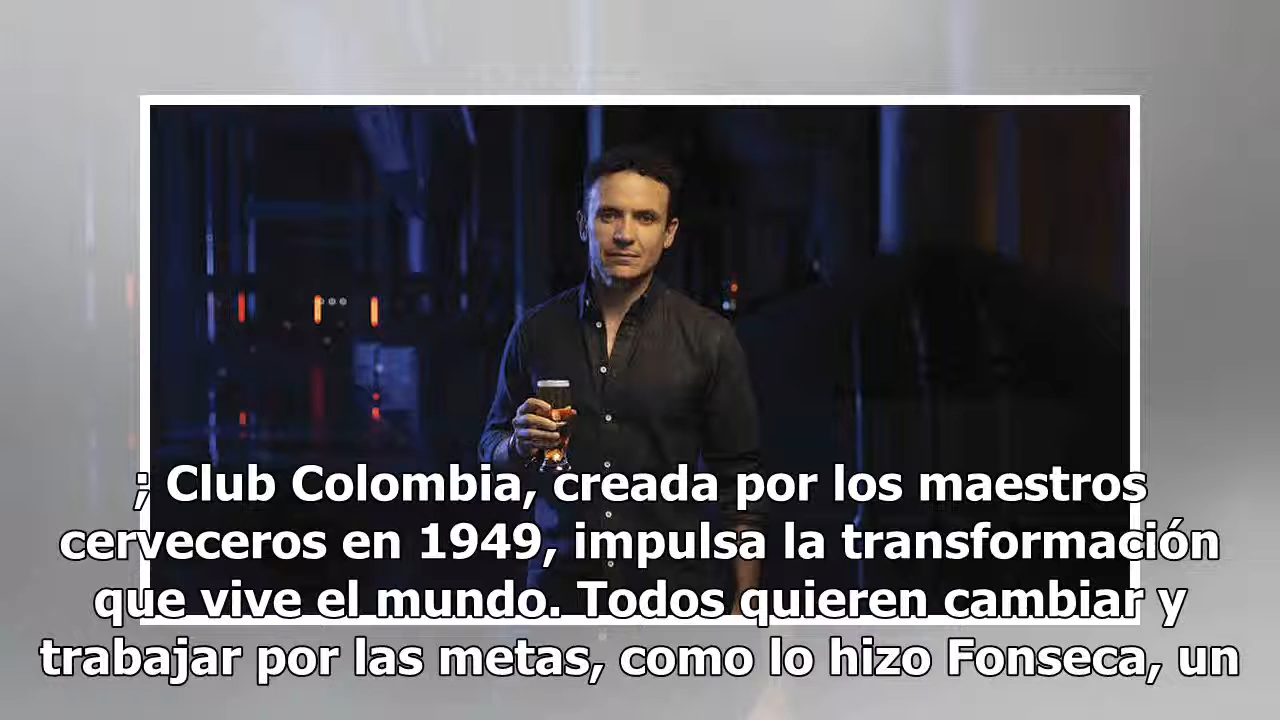 ; Club Colombia, creada por los maestros
cerveceros en 1949, impulsa la transformación
que vive el mundo. Todos quieren cambiar y
trabajar por las metas, como lo hizo Fonseca, un